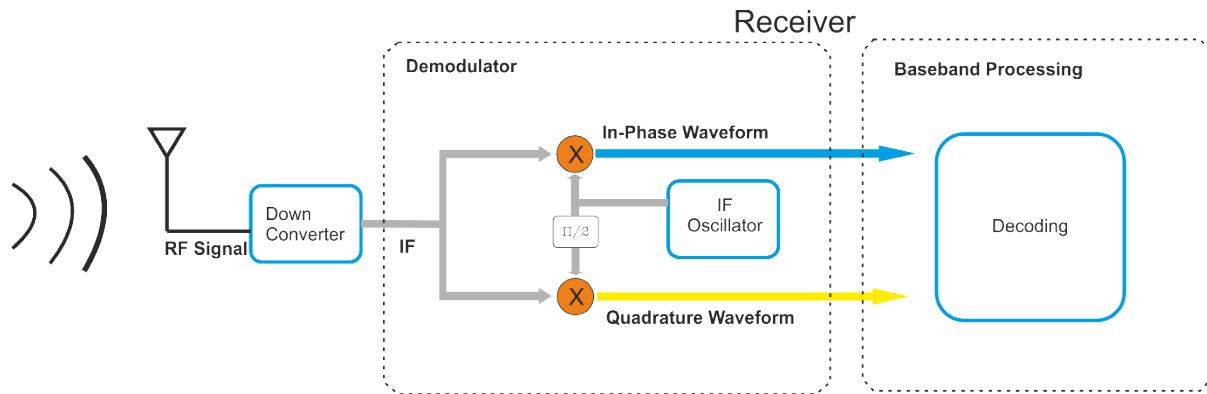 Receiver
Demodulator
Baseband Processing
In-Phase Waveform
X
Down
Converter
RF Signal
IF
IF
Oscillator
Π/2
Decoding
X
Quadrature Waveform